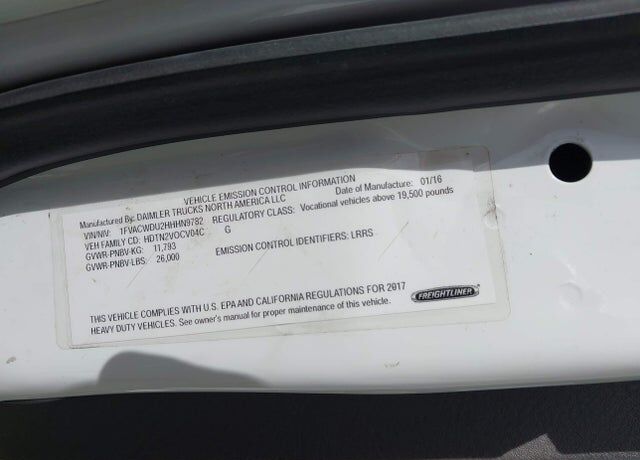 VEHICLE EMISSION CONTROL INFORMATION
Manufactured By: DAIMLER TRUCKS NORTH AMERICA LLC Date of Manufacture: 01/16
VIN/NIV: 1FVACWDU2HHHN9782 REGULATORY CLASS: Vocational vehicles above 19,500 pounds
VEH FAMILY CD: HDTN2VOCV04C G
GVWR-PNBV-KG: 11,793
GVWR-PNBV-LBS: 26,000 EMISSION CONTROL IDENTIFIERS: LRRS
THIS VEHICLE COMPLIES WITH U.S. EPA AND CALIFORNIA REGULATIONS FOR 2017
HEAVY DUTY VEHICLES. See owner's manual for proper maintenance of this vehicle.
FREIGHTLINER